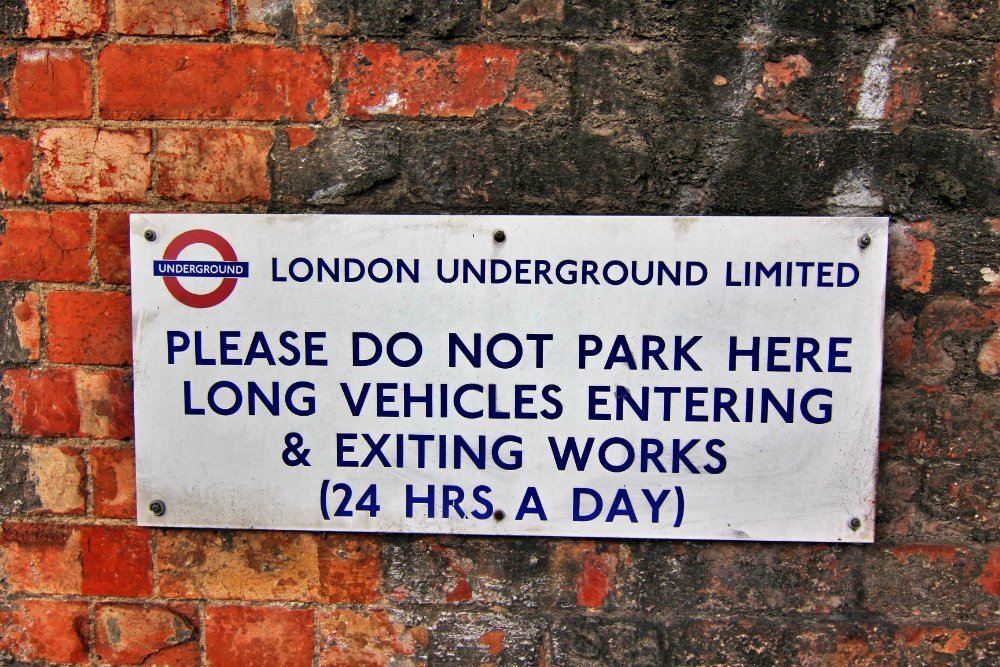 UNDERGROUND LONDON UNDERGROUND LIMITED
PLEASE DO NOT PARK HERE
LONG VEHICLES ENTERING
& EXITING WORKS
(24 HRS A DAY)